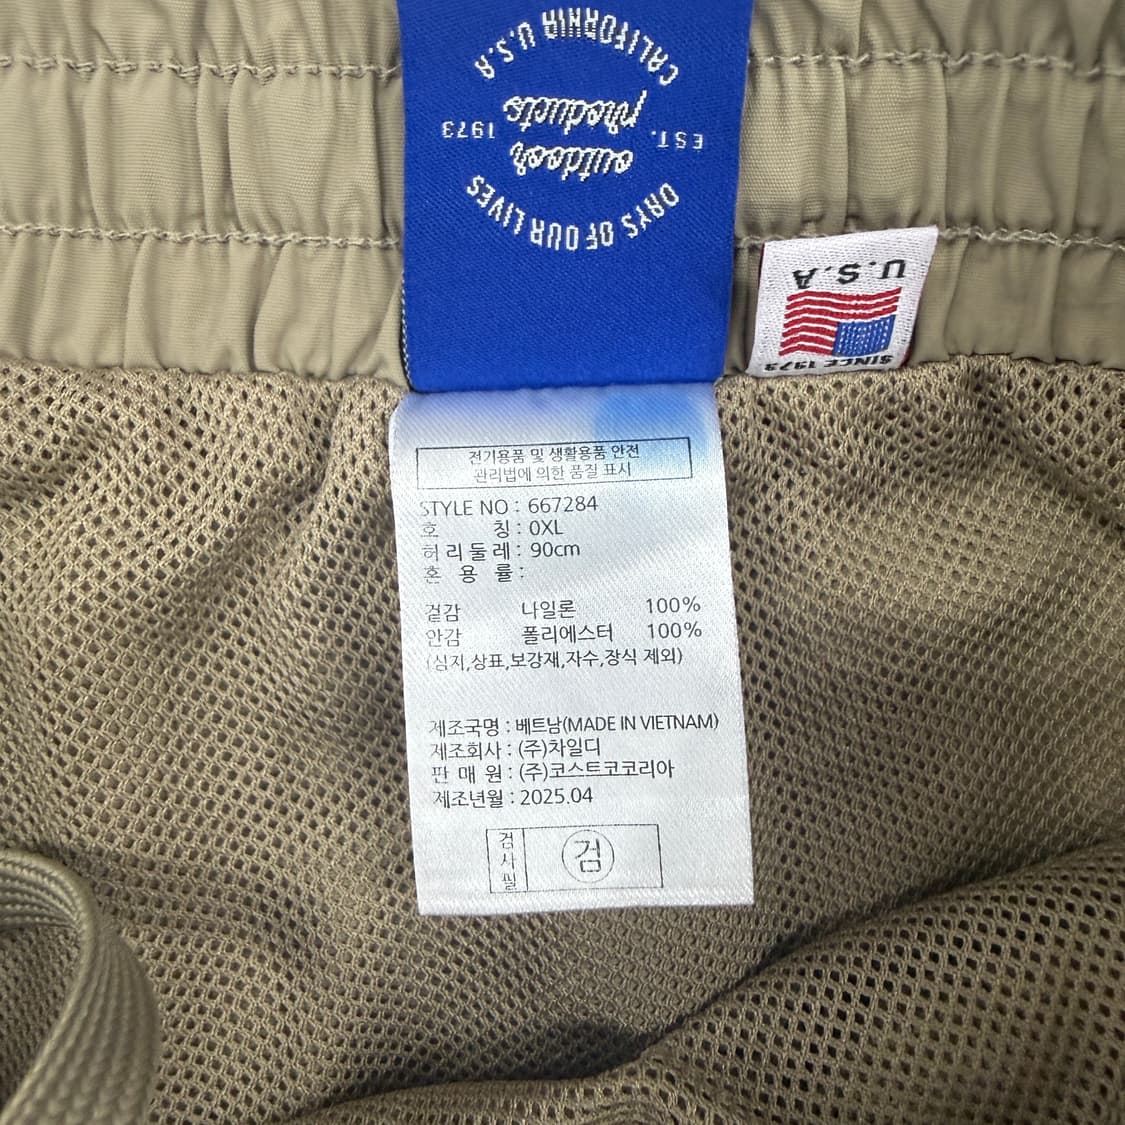 DAYS OF OUR LIVES
outdoor
products
EST. 1973
CALIFORNIA U.S.A
SINCE 1973
U.S.A
전기용품 및 생활용품 안전
관리법에 의한 품질 표시
STYLE NO : 667284
호 칭 : 0XL
허 리 둘 레 : 90cm
혼 용 률 :
겉감 나일론 100%
안감 폴리에스터 100%
(심지,상표,보강재,자수,장식 제외)
제조국명 : 베트남(MADE IN VIETNAM)
제조회사 : (주)차일디
판 매 원 : (주)코스트코코리아
제조년월 : 2025.04
검사필 검